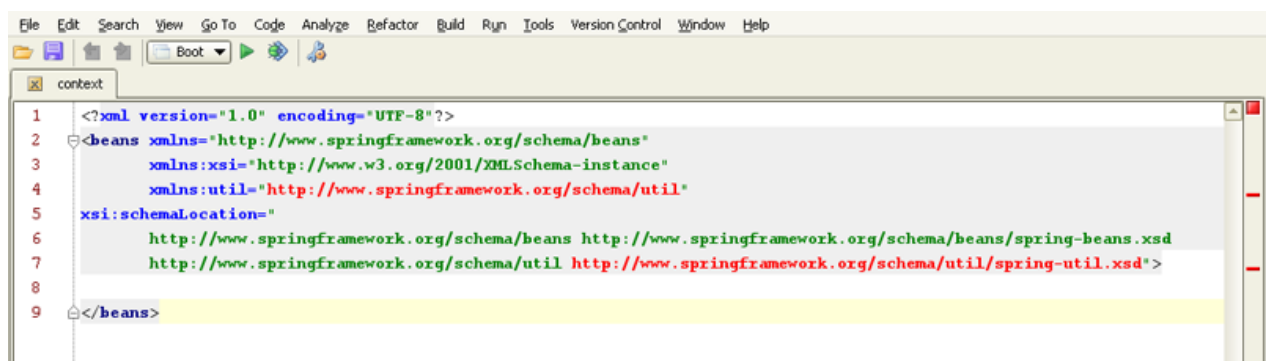 File Edit Search View Go To Code Analyze Refactor Build Run Tools Version Control Window Help
Boot
context
1 <?xml version="1.0" encoding="UTF-8"?>
2 <beans xmlns="http://www.springframework.org/schema/beans"
3 xmlns:xsi="http://www.w3.org/2001/XMLSchema-instance"
4 xmlns:util="http://www.springframework.org/schema/util"
5 xsi:schemaLocation="
6 http://www.springframework.org/schema/beans http://www.springframework.org/schema/beans/spring-beans.xsd
7 http://www.springframework.org/schema/util http://www.springframework.org/schema/util/spring-util.xsd">
8
9 </beans>